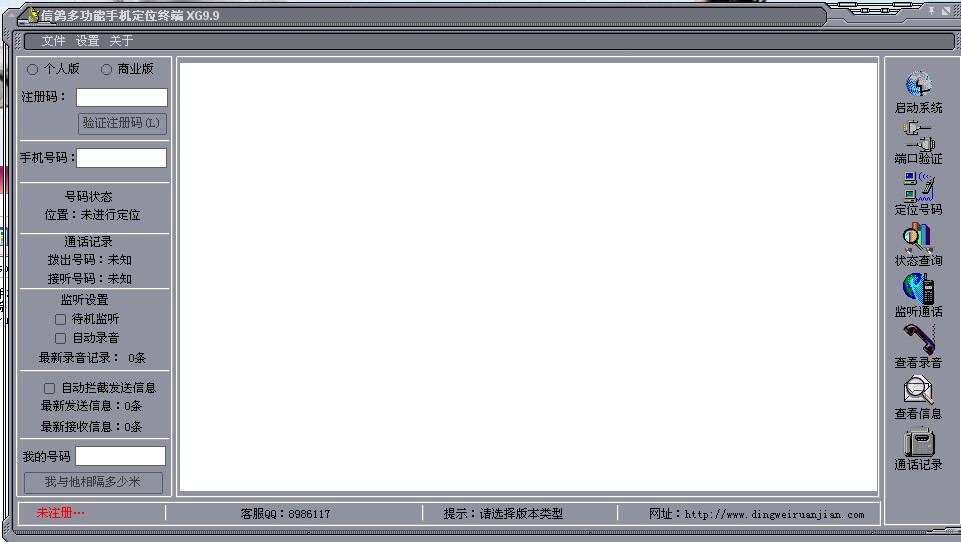 信鸽多功能手机定位终端 XG9.9
文件 设置 关于
个人版 商业版
注册码：
验证注册码(L)
手机号码：
号码状态
位置：未进行定位
通话记录
拨出号码：未知
接听号码：未知
监听设置
待机监听
自动录音
最新录音记录： 0条
自动拦截发送信息
最新发送信息：0条
最新接收信息：0条
我的号码
我与他相隔多少米
启动系统
端口验证
定位号码
状态查询
监听通话
查看录音
查看信息
通话记录
未注册…
客服QQ：8986117
提示：请选择版本类型
网址：http://www.dingweiruanjian.com